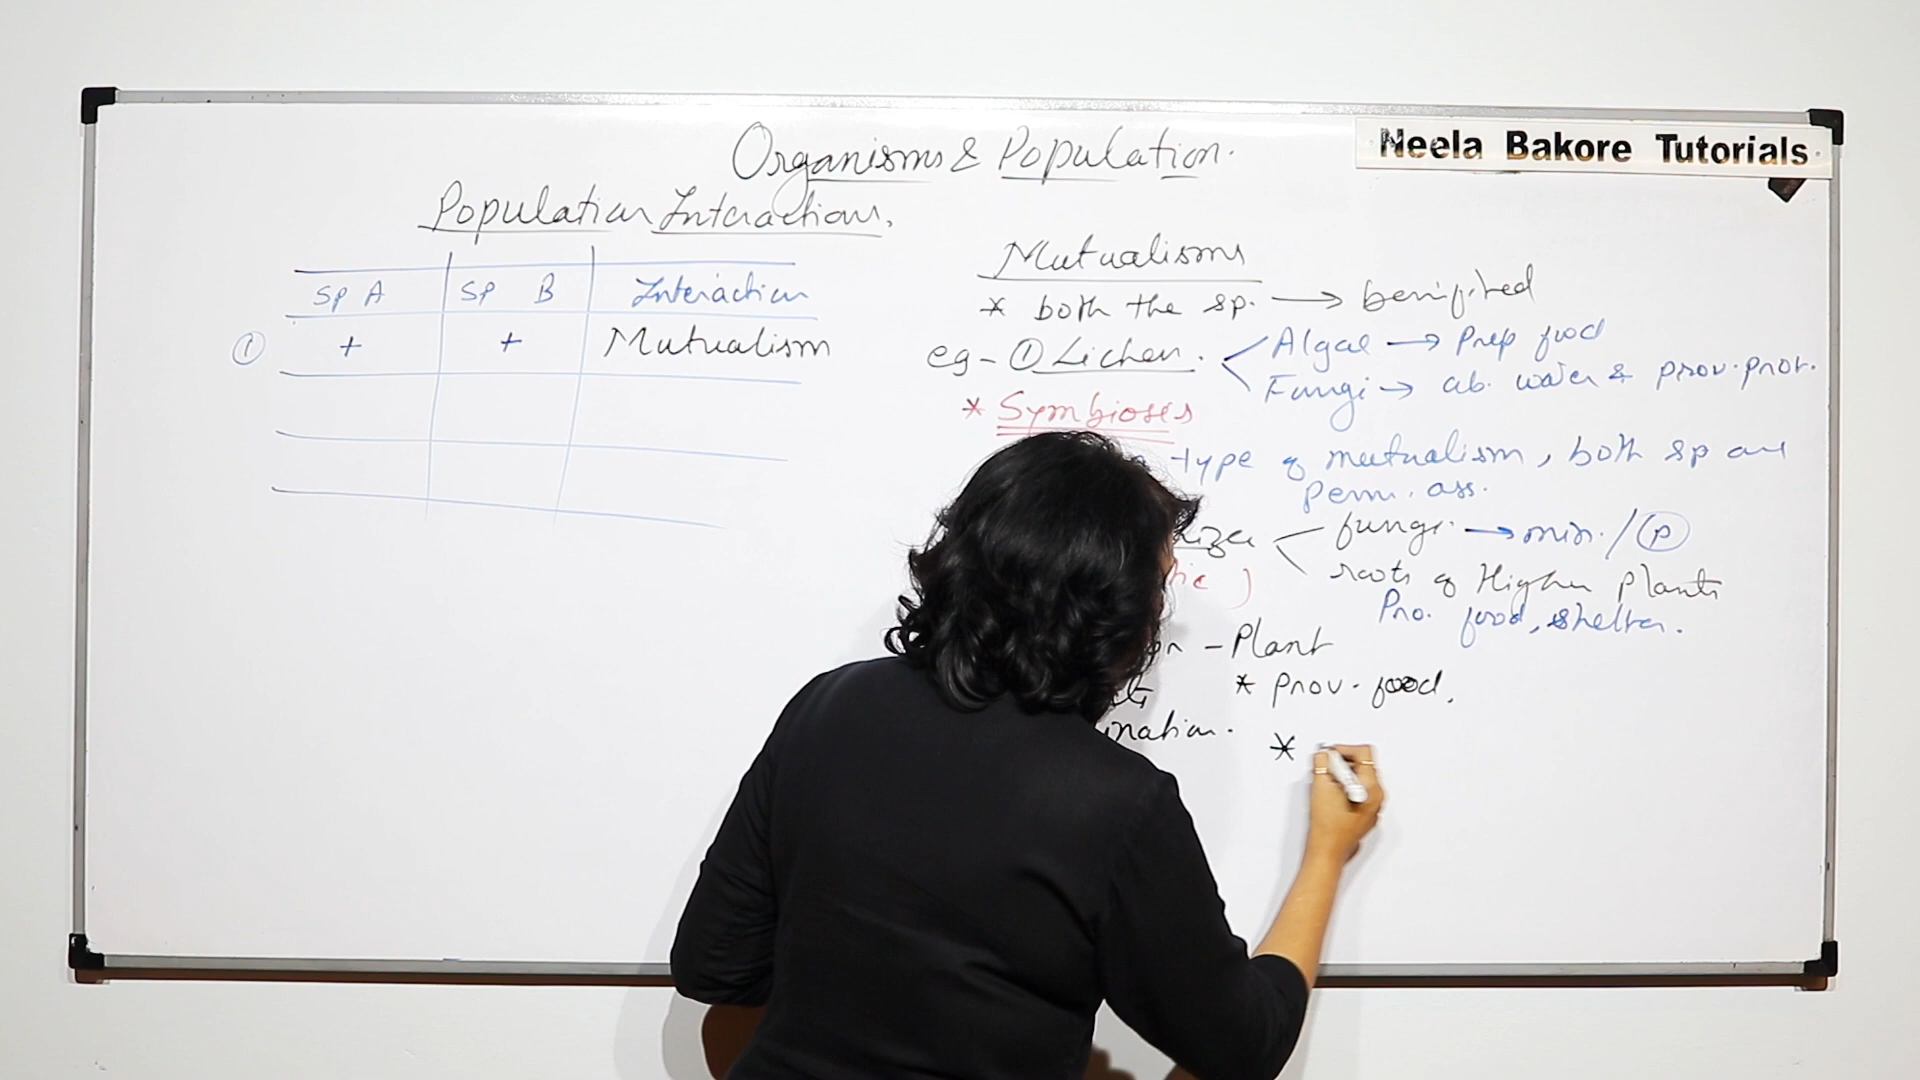 Organisms & Population.
Neela Bakore Tutorials
Population Interactions.
Sp A Sp B Interaction
① + + Mutualism
Mutualisms
* both the sp. → benifited
eg - ① Lichen. Algae → Prep food
Fungi → ab. water & prov. prot.
* Symbioses
type of mutualism, both sp are
perm. ass.
fungi. → min. / Ⓟ
roots of Higher plants
Pro. food, shelter.
- Plant
* prov. food.
*